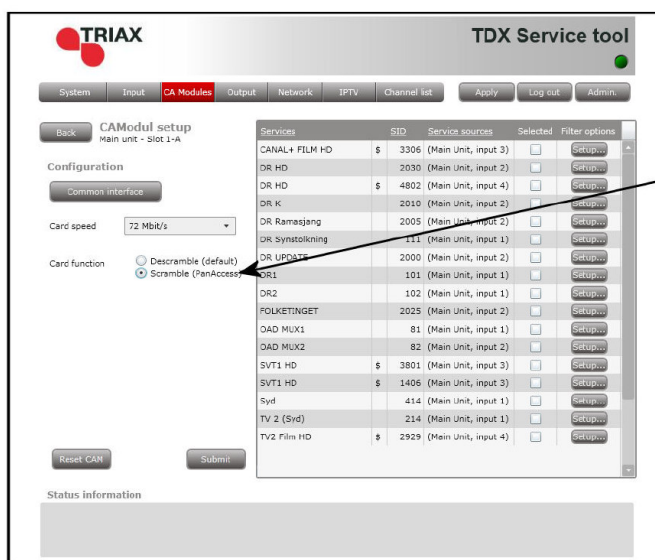 TRIAX
TDX Service tool
System Input CA Modules Output Network IPTV Channel list Apply Log out Admin.
Back
CAModul setup
Main unit - Slot 1-A
Configuration
Common interface
Card speed 72 Mbit/s
Card function Descramble (default)
Scramble (PanAccess)
Services SID Service sources Selected Filter options
CANAL+ FILM HD $ 3306 (Main Unit, input 3) Setup...
DR HD 2030 (Main Unit, input 2) Setup...
DR HD $ 4802 (Main Unit, input 4) Setup...
DR K 2010 (Main Unit, input 2) Setup...
DR Ramasjang 2005 (Main Unit, input 2) Setup...
DR Synstolkning 111 (Main Unit, input 1) Setup...
DR UPDATE 2000 (Main Unit, input 2) Setup...
DR1 101 (Main Unit, input 1) Setup...
DR2 102 (Main Unit, input 1) Setup...
FOLKETINGET 2025 (Main Unit, input 2) Setup...
OAD MUX1 81 (Main Unit, input 1) Setup...
OAD MUX2 82 (Main Unit, input 2) Setup...
SVT1 HD $ 3801 (Main Unit, input 3) Setup...
SVT1 HD $ 1406 (Main Unit, input 3) Setup...
Syd 414 (Main Unit, input 1) Setup...
TV 2 (Syd) 214 (Main Unit, input 1) Setup...
TV2 Film HD $ 2929 (Main Unit, input 4) Setup...
Reset CAM Submit
Status information